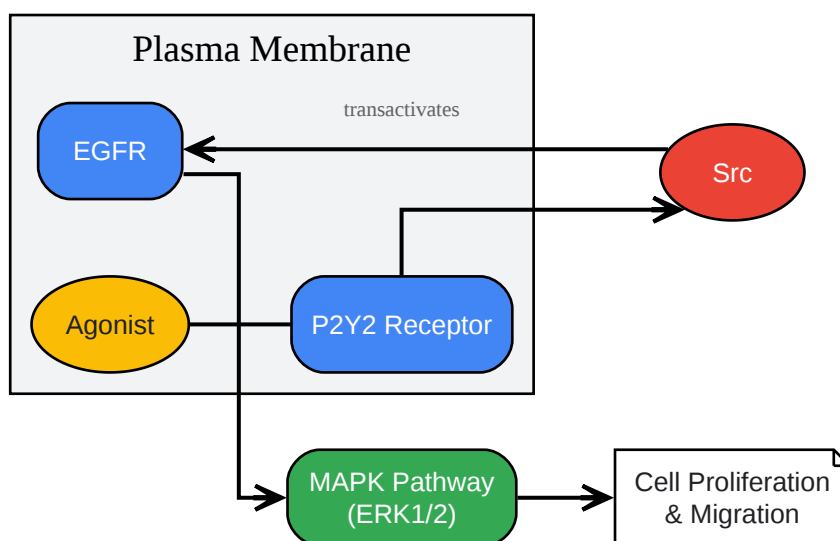 Plasma Membrane
transactivates
EGFR
Src
Agonist
P2Y2 Receptor
MAPK Pathway
(ERK1/2)
Cell Proliferation
& Migration